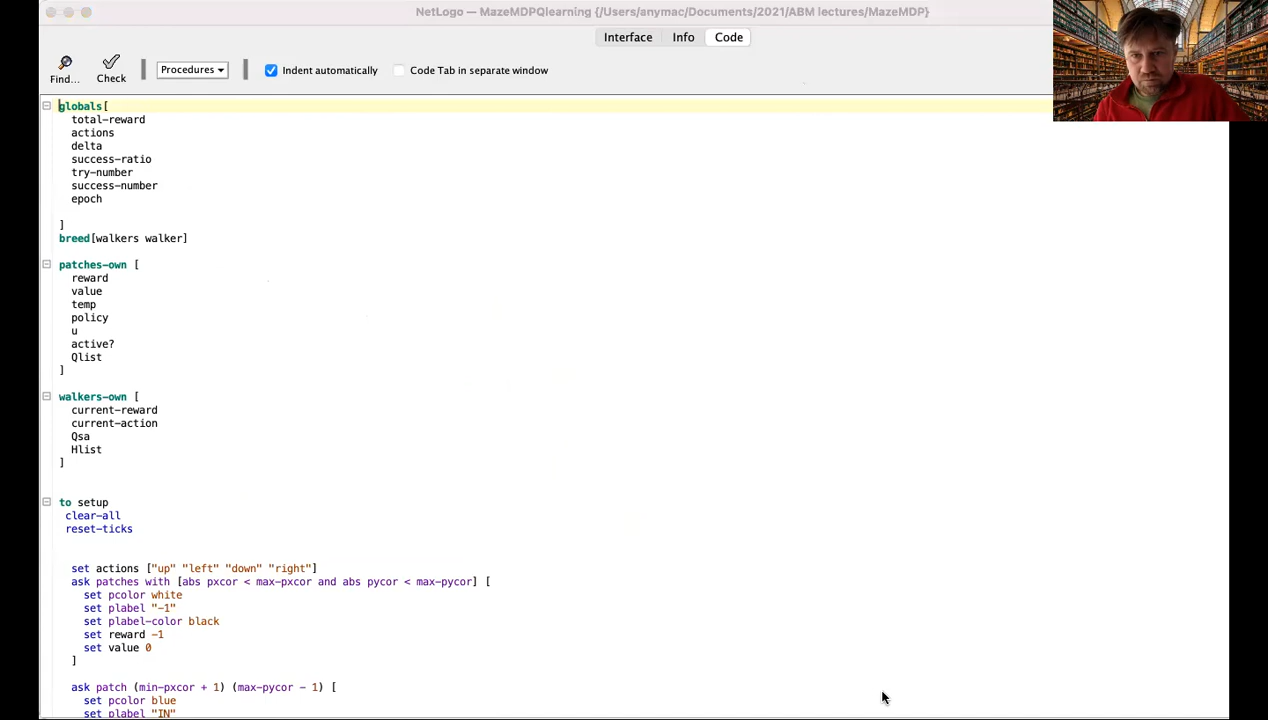 NetLogo — MazeMDPQlearning {/Users/anymac/Documents/2021/ABM lectures/MazeMDP}
Interface Info Code
Find... Check Procedures Indent automatically Code Tab in separate window
globals[
total-reward
actions
delta
success-ratio
try-number
success-number
epoch
]
breed[walkers walker]
patches-own [
reward
value
temp
policy
u
active?
Qlist
]
walkers-own [
current-reward
current-action
Qsa
Hlist
]
to setup
clear-all
reset-ticks
set actions ["up" "left" "down" "right"]
ask patches with [abs pxcor < max-pxcor and abs pycor < max-pycor] [
set pcolor white
set plabel "-1"
set plabel-color black
set reward -1
set value 0
]
ask patch (min-pxcor + 1) (max-pycor - 1) [
set pcolor blue
set plabel "IN"